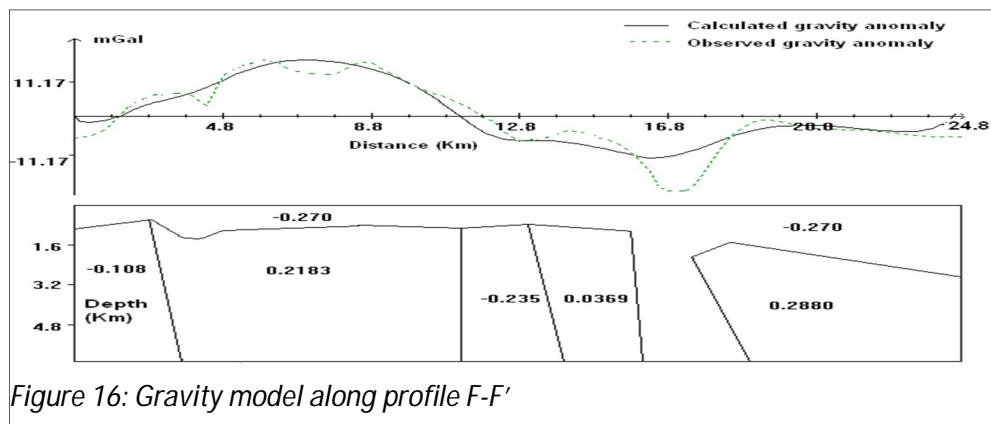 mGal
Calculated gravity anomaly
Observed gravity anomaly
11.17
4.8 8.8 12.8 16.8 20.8 24.8
Distance (Km)
-11.17
-0.270
-0.270
1.6
-0.108 0.2183
3.2
-0.235 0.0369 0.2880
Depth
(Km)
4.8
Figure 16: Gravity model along profile F-F′